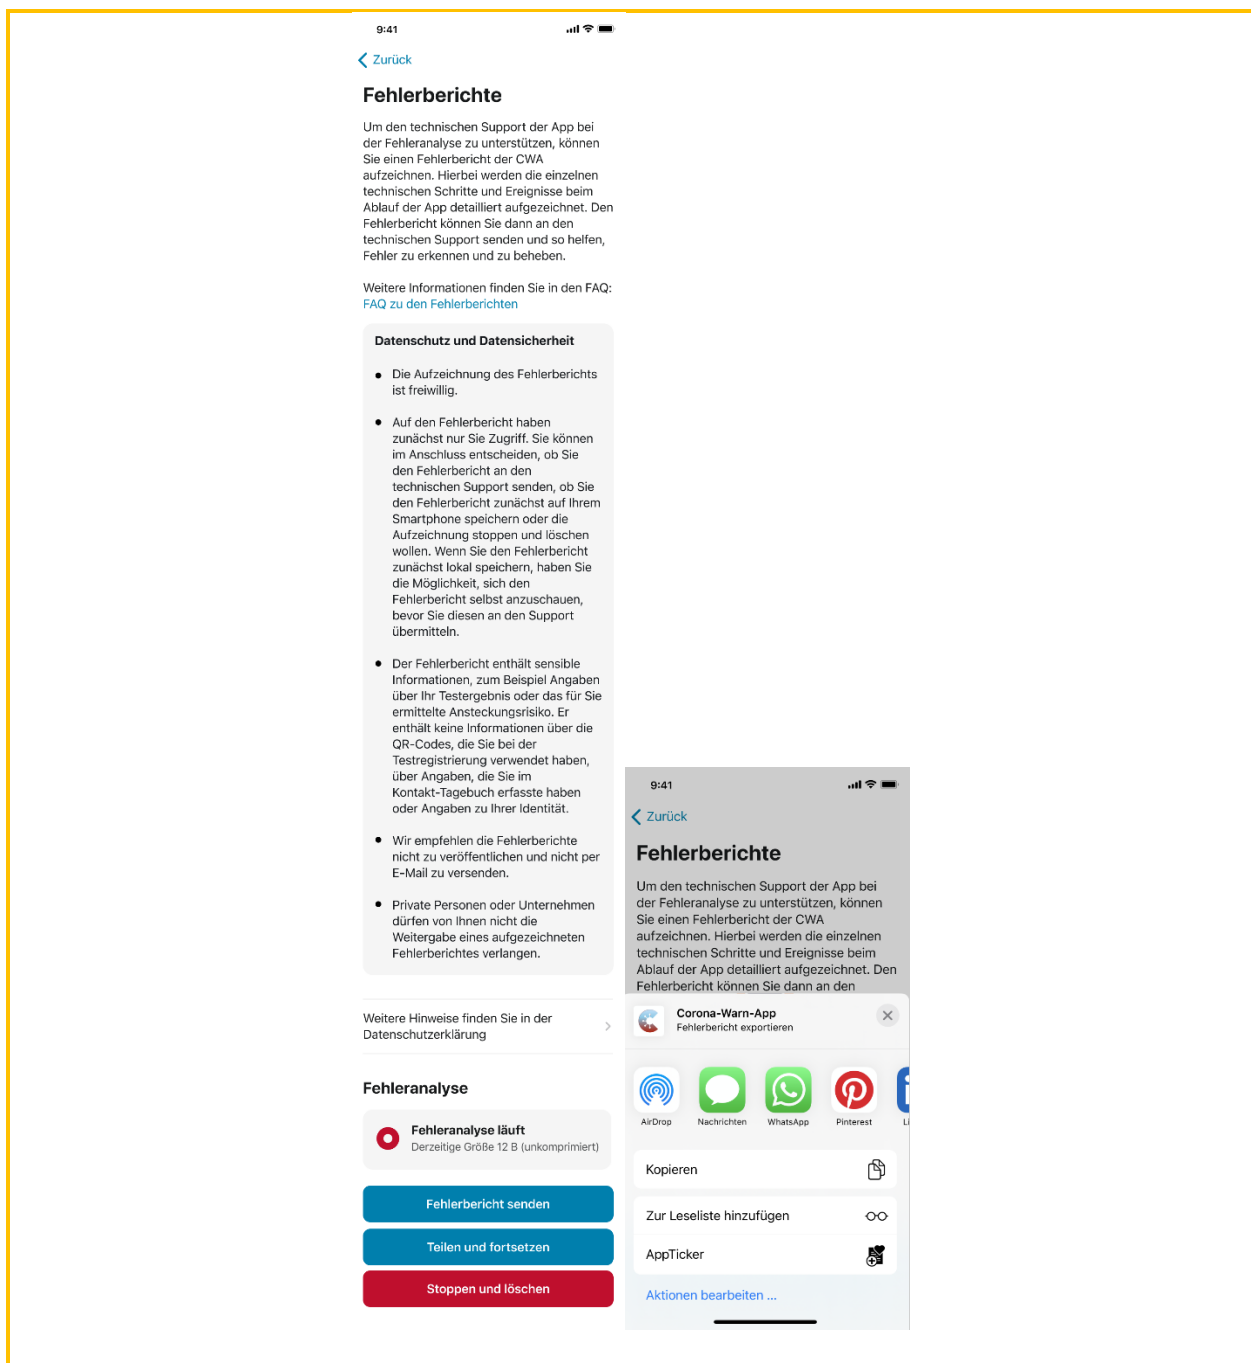 9:41
Zurück
Fehlerberichte
Um den technischen Support der App bei
der Fehleranalyse zu unterstützen, können
Sie einen Fehlerbericht der CWA
aufzeichnen. Hierbei werden die einzelnen
technischen Schritte und Ereignisse beim
Ablauf der App detailliert aufgezeichnet. Den
Fehlerbericht können Sie dann an den
technischen Support senden und so helfen,
Fehler zu erkennen und zu beheben.
Weitere Informationen finden Sie in den FAQ:
FAQ zu den Fehlerberichten
Datenschutz und Datensicherheit
• Die Aufzeichnung des Fehlerberichts
ist freiwillig.
• Auf den Fehlerbericht haben
zunächst nur Sie Zugriff. Sie können
im Anschluss entscheiden, ob Sie
den Fehlerbericht an den
technischen Support senden, ob Sie
den Fehlerbericht zunächst auf Ihrem
Smartphone speichern oder die
Aufzeichnung stoppen und löschen
wollen. Wenn Sie den Fehlerbericht
zunächst lokal speichern, haben Sie
die Möglichkeit, sich den
Fehlerbericht selbst anzuschauen,
bevor Sie diesen an den Support
übermitteln.
• Der Fehlerbericht enthält sensible
Informationen, zum Beispiel Angaben
über Ihr Testergebnis oder das für Sie
ermittelte Ansteckungsrisiko. Er
enthält keine Informationen über die
QR-Codes, die Sie bei der
Testregistrierung verwendet haben,
über Angaben, die Sie im
Kontakt-Tagebuch erfasste haben
oder Angaben zu Ihrer Identität.
• Wir empfehlen die Fehlerberichte
nicht zu veröffentlichen und nicht per
E-Mail zu versenden.
• Private Personen oder Unternehmen
dürfen von Ihnen nicht die
Weitergabe eines aufgezeichneten
Fehlerberichtes verlangen.
Weitere Hinweise finden Sie in der
Datenschutzerklärung
Fehleranalyse
Fehleranalyse läuft
Derzeitige Größe 12 B (unkomprimiert)
Fehlerbericht senden
Teilen und fortsetzen
Stoppen und löschen
9:41
Zurück
Fehlerberichte
Um den technischen Support der App bei
der Fehleranalyse zu unterstützen, können
Sie einen Fehlerbericht der CWA
aufzeichnen. Hierbei werden die einzelnen
technischen Schritte und Ereignisse beim
Ablauf der App detailliert aufgezeichnet. Den
Fehlerbericht können Sie dann an den
Corona-Warn-App
Fehlerbericht exportieren
AirDrop Nachrichten WhatsApp Pinterest Li
Kopieren
Zur Leseliste hinzufügen
AppTicker
Aktionen bearbeiten ...